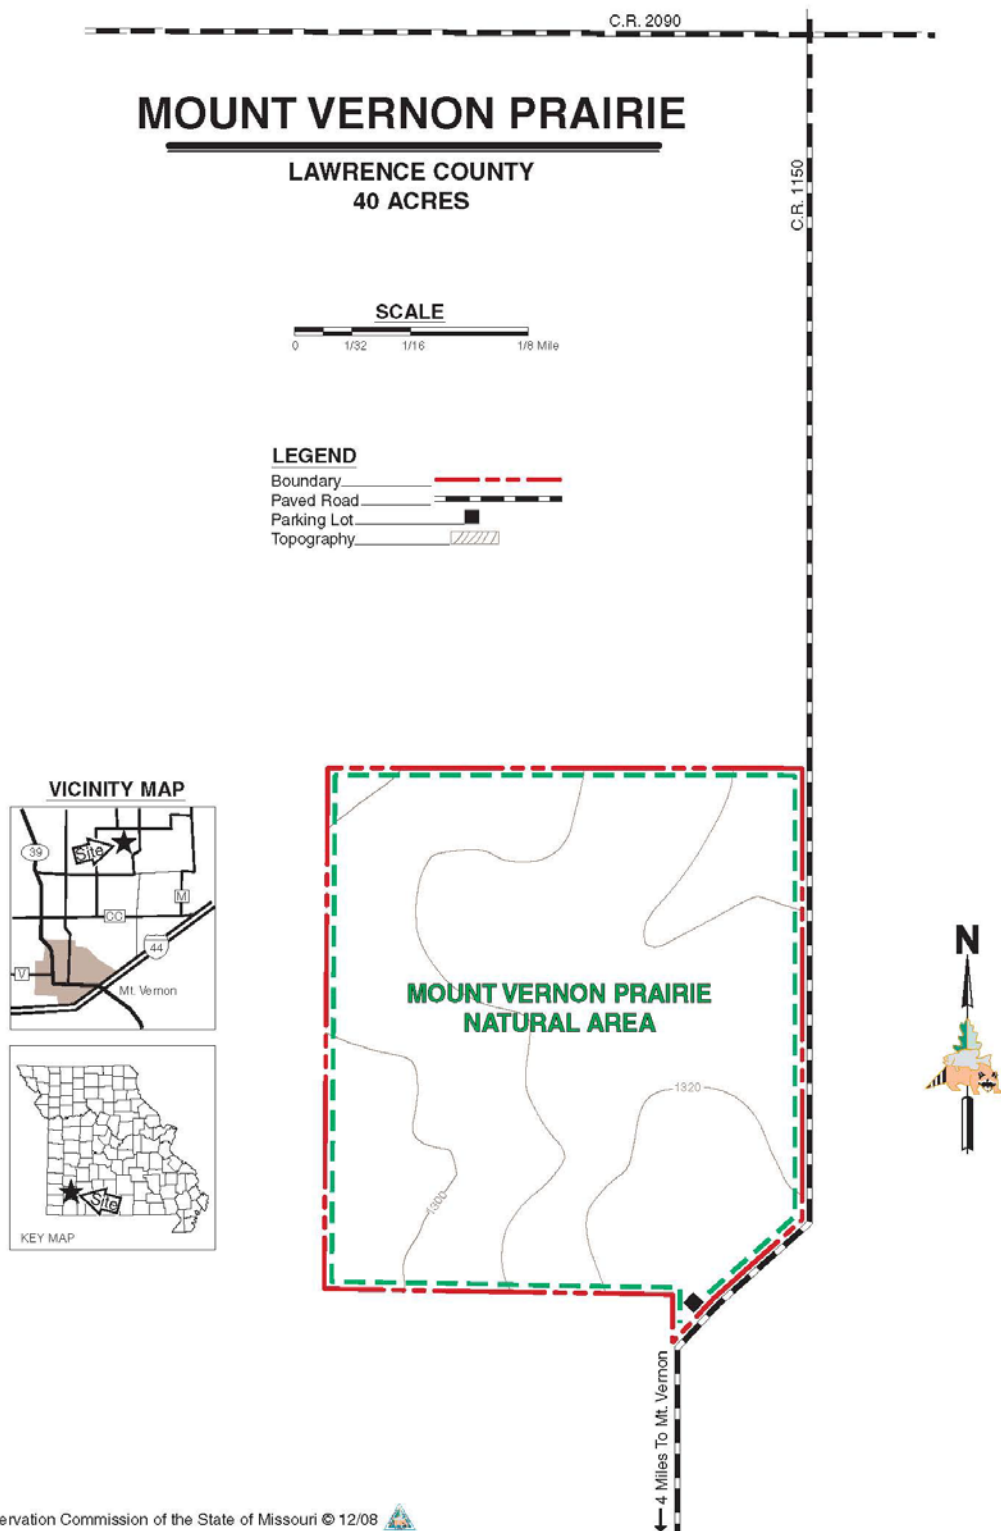 C.R. 2090
MOUNT VERNON PRAIRIE
LAWRENCE COUNTY
40 ACRES
C.R. 1150
SCALE
0 1/32 1/16 1/8 Mile
LEGEND
Boundary
Paved Road
Parking Lot
Topography
VICINITY MAP
39
Site
M
CC
44
V
Mt. Vernon
Site
KEY MAP
MOUNT VERNON PRAIRIE
NATURAL AREA
1320
1300
N
4 Miles To Mt. Vernon
ervation Commission of the State of Missouri © 12/08